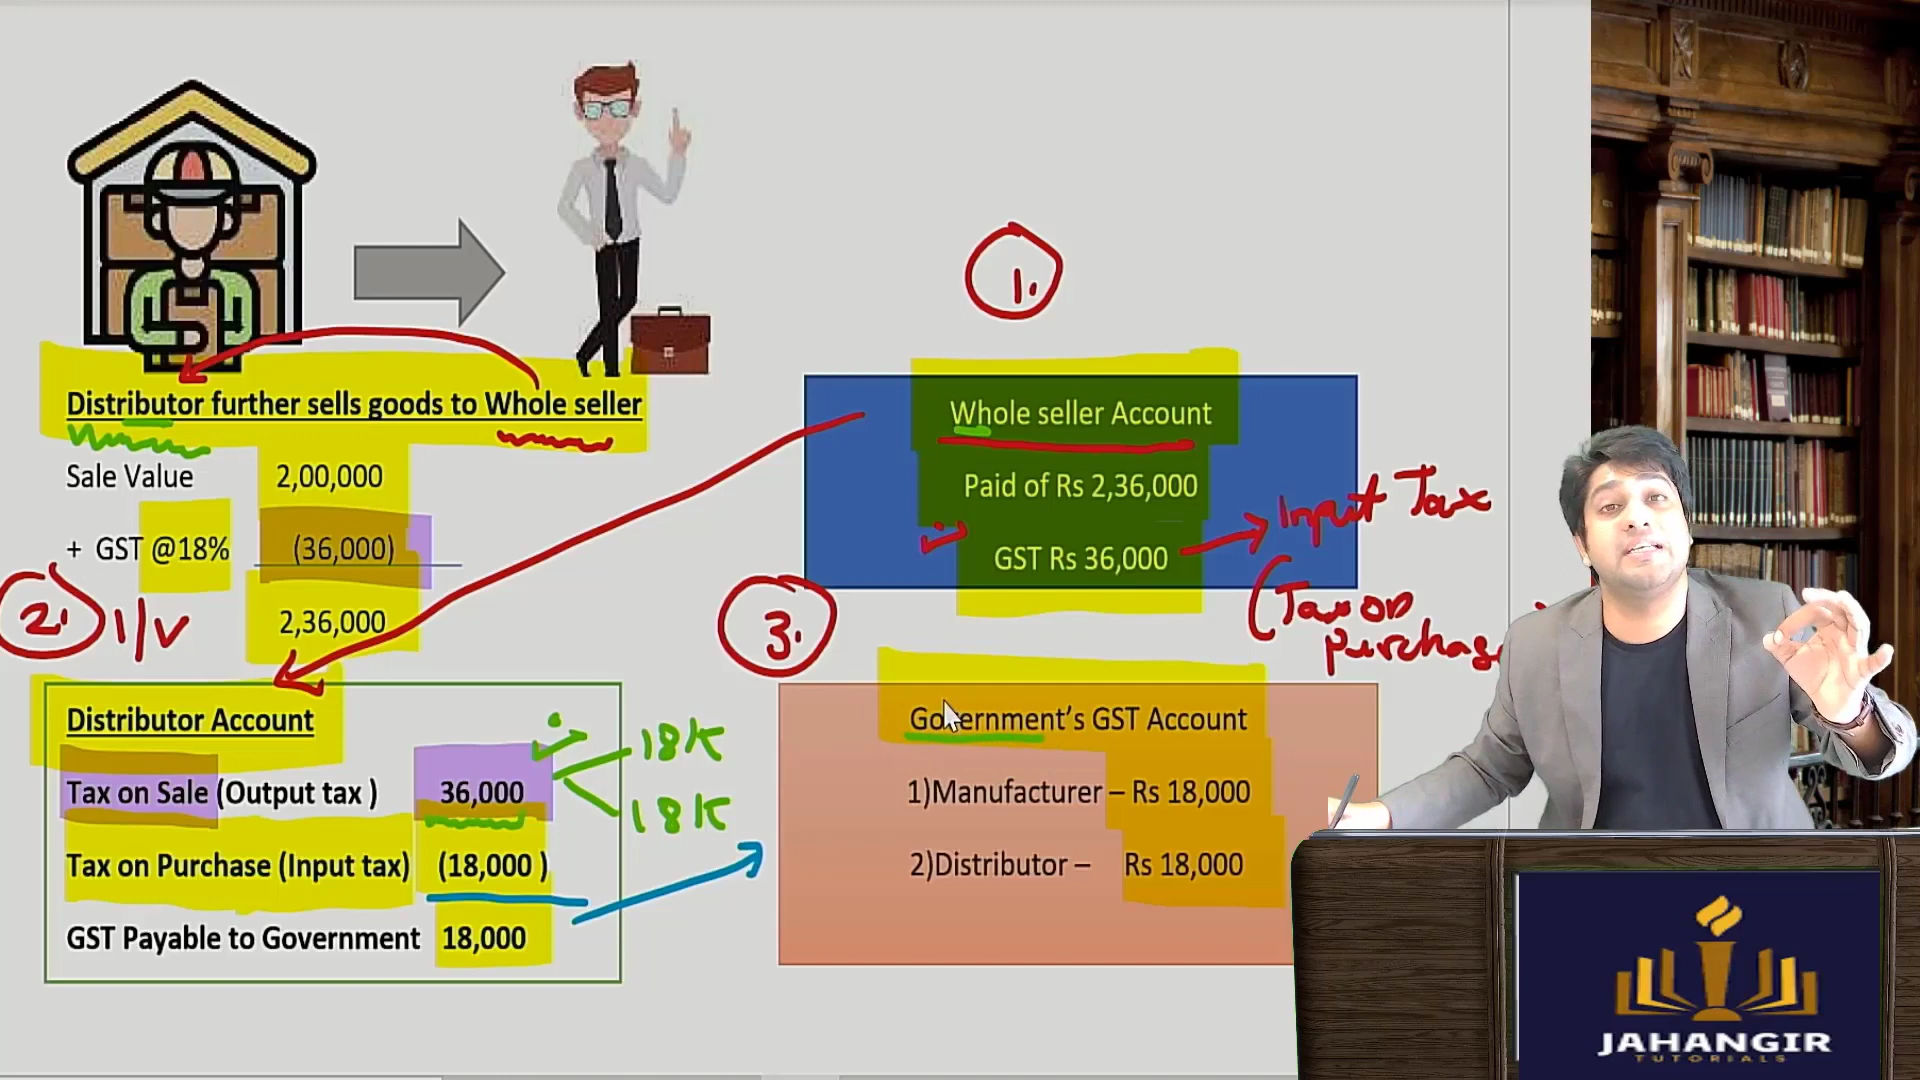 1.
Distributor further sells goods to Whole seller
Sale Value 2,00,000
+ GST @18% (36,000)
2,36,000
2. I/V
Whole seller Account
Paid of Rs 2,36,000
GST Rs 36,000
Input Tax
(Tax on
purchase
3.
Distributor Account
Tax on Sale (Output tax ) 36,000
18K
18K
Tax on Purchase (Input tax) (18,000 )
GST Payable to Government 18,000
Government's GST Account
1)Manufacturer – Rs 18,000
2)Distributor – Rs 18,000
JAHANGIR
TUTORIALS